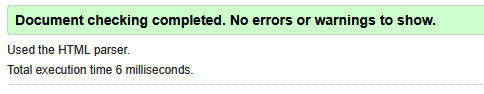 Document checking completed. No errors or warnings to show.
Used the HTML parser.
Total execution time 6 milliseconds.